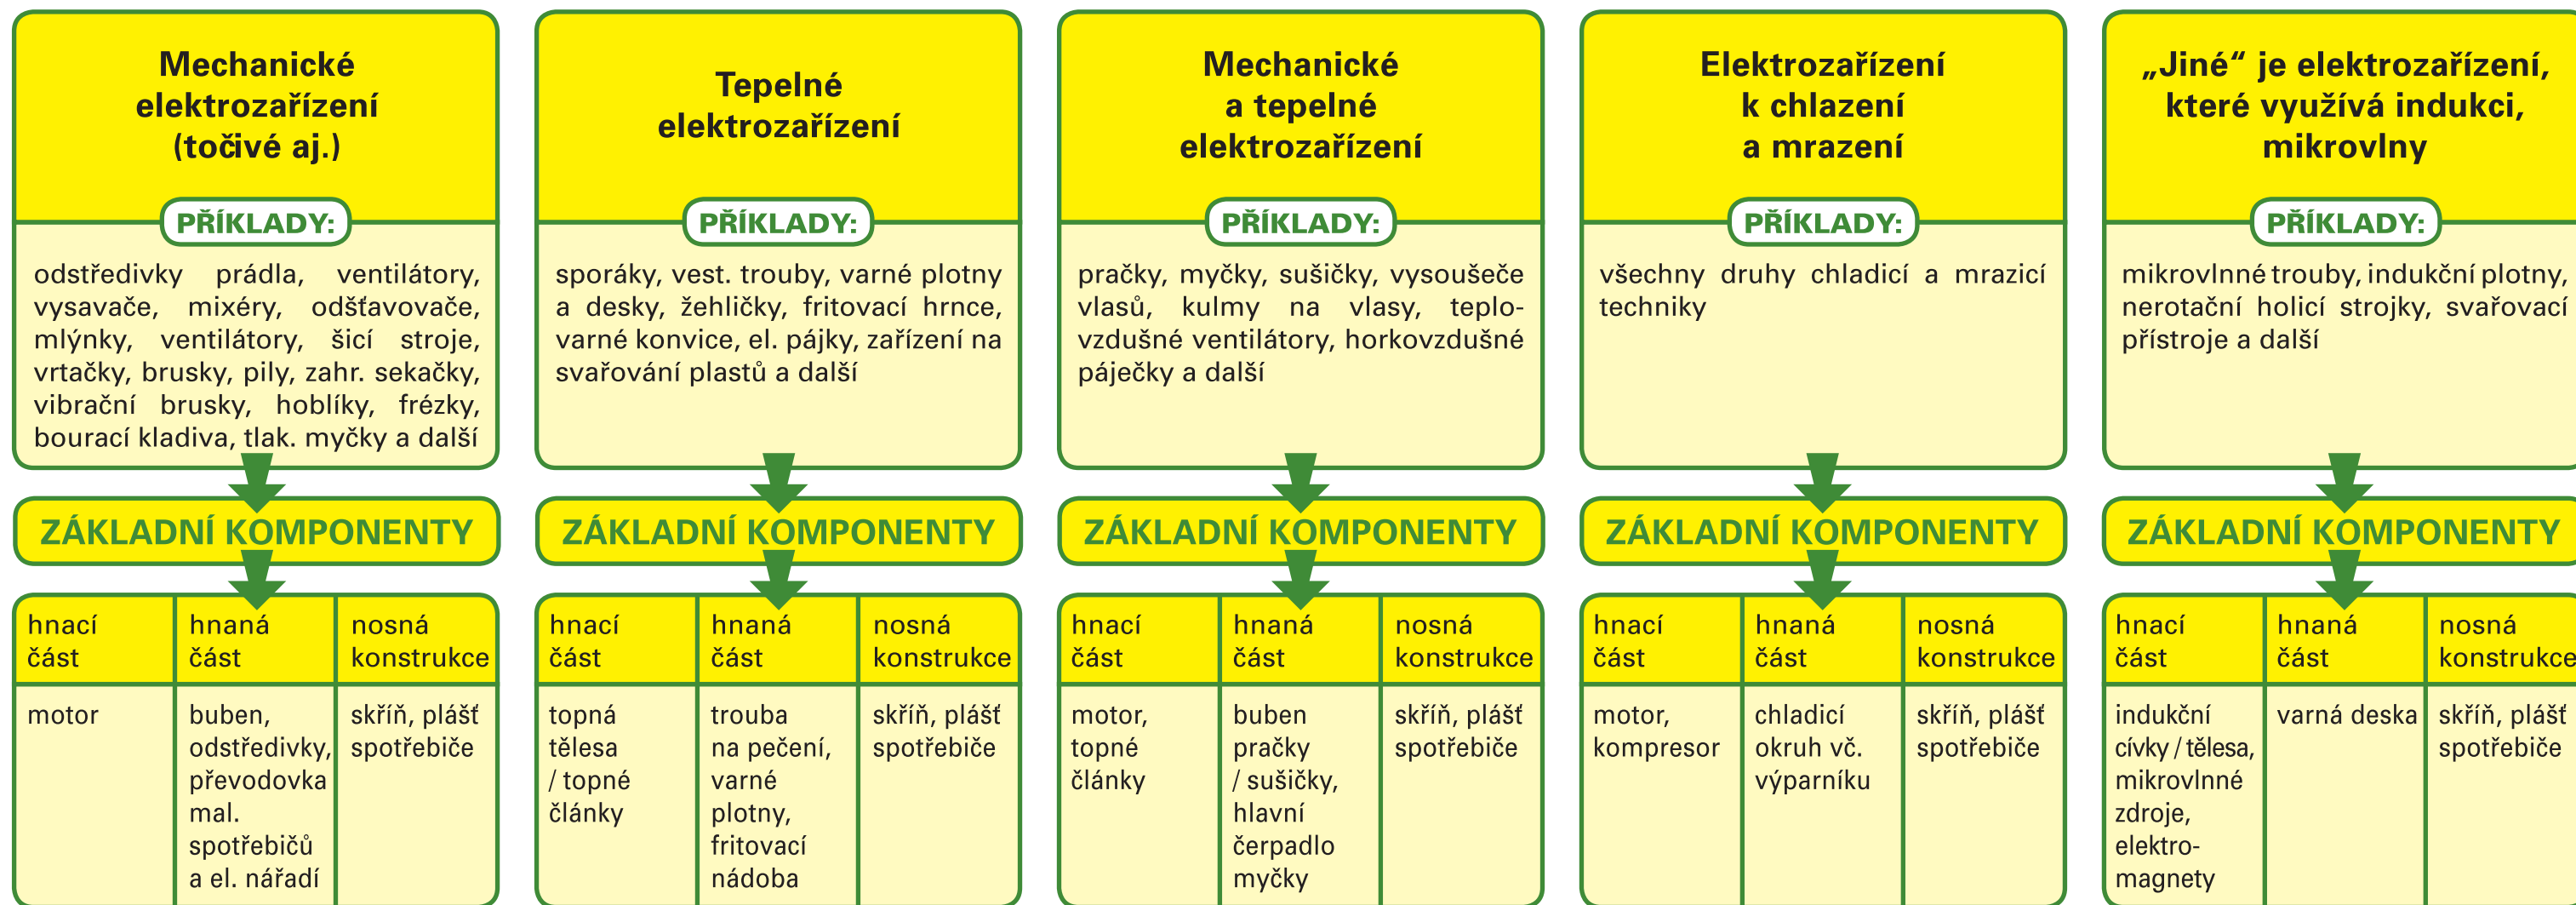 Mechanické
elektrozařízení
(točivé aj.)
PŘÍKLADY:
odstředivky prádla, ventilátory,
vysavače, mixéry, odšťavovače,
mlýnky, ventilátory, šicí stroje,
vrtačky, brusky, pily, zahr. sekačky,
vibrační brusky, hoblíky, frézky,
bourací kladiva, tlak. myčky a další
ZÁKLADNÍ KOMPONENTY
hnací
část
hnaná
část
nosná
konstrukce
motor
buben,
odstředivky,
převodovka
mal.
spotřebičů
a el. nářadí
skříň, plášť
spotřebiče
Tepelné
elektrozařízení
PŘÍKLADY:
sporáky, vest. trouby, varné plotny
a desky, žehličky, fritovací hrnce,
varné konvice, el. pájky, zařízení na
svařování plastů a další
ZÁKLADNÍ KOMPONENTY
hnací
část
hnaná
část
nosná
konstrukce
topná
tělesa
/ topné
články
trouba
na pečení,
varné
plotny,
fritovací
nádoba
skříň, plášť
spotřebiče
Mechanické
a tepelné
elektrozařízení
PŘÍKLADY:
pračky, myčky, sušičky, vysoušeče
vlasů, kulmy na vlasy, teplo-
vzdušné ventilátory, horkovzdušné
páječky a další
ZÁKLADNÍ KOMPONENTY
hnací
část
hnaná
část
nosná
konstrukce
motor,
topné
články
buben
pračky
/ sušičky,
hlavní
čerpadlo
myčky
skříň, plášť
spotřebiče
Elektrozařízení
k chlazení
a mrazení
PŘÍKLADY:
všechny druhy chladicí a mrazicí
techniky
ZÁKLADNÍ KOMPONENTY
hnací
část
hnaná
část
nosná
konstrukce
motor,
kompresor
chladicí
okruh vč.
výparníku
skříň, plášť
spotřebiče
„Jiné“ je elektrozařízení,
které využívá indukci,
mikrovlny
PŘÍKLADY:
mikrovlnné trouby, indukční plotny,
nerotační holicí strojky, svařovací
přístroje a další
ZÁKLADNÍ KOMPONENTY
hnací
část
hnaná
část
nosná
konstrukce
indukční
cívky / tělesa,
mikrovlnné
zdroje,
elektro-
magnety
varná deska
skříň, plášť
spotřebiče